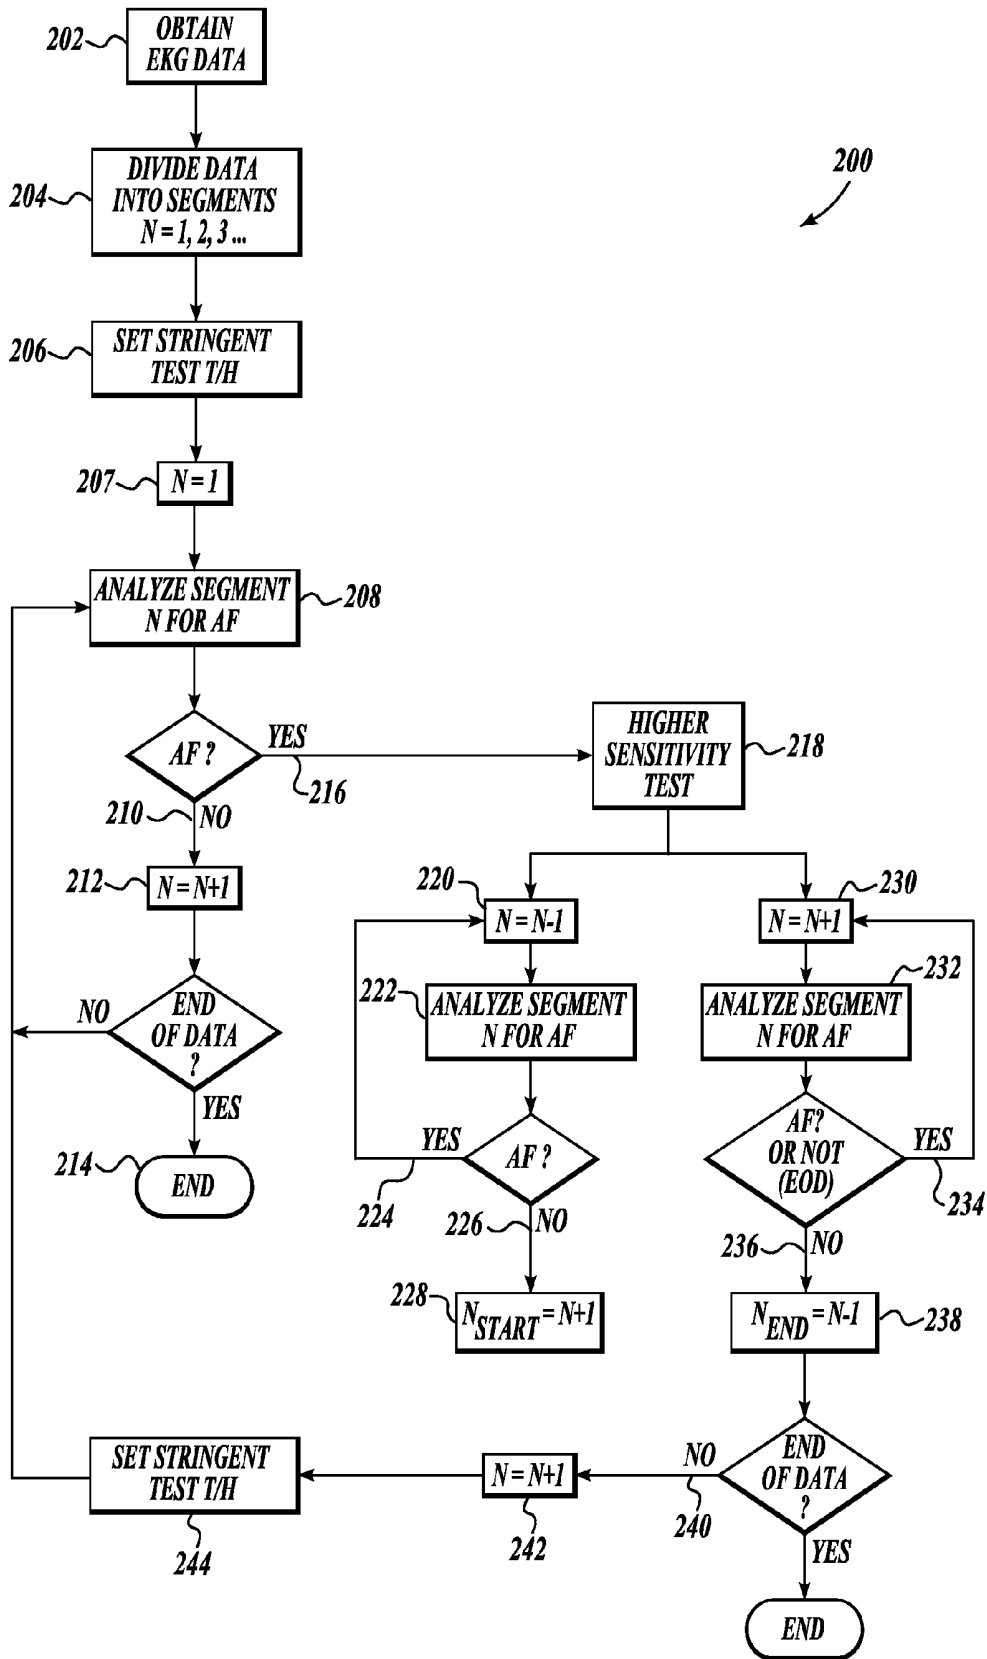 202
OBTAIN
EKG DATA
204
DIVIDE DATA
INTO SEGMENTS
N = 1, 2, 3 ...
200
206
SET STRINGENT
TEST T/H
207
N = 1
ANALYZE SEGMENT
N FOR AF
208
AF ?
YES
216
HIGHER
SENSITIVITY
TEST
218
210
NO
212
N = N+1
220
N = N-1
230
N = N+1
222
ANALYZE SEGMENT
N FOR AF
232
ANALYZE SEGMENT
N FOR AF
NO
END
OF DATA
?
YES
214
END
YES
AF ?
224
226
NO
AF?
OR NOT
(EOD)
YES
234
236
NO
228
NSTART = N+1
NEND = N-1
238
SET STRINGENT
TEST T/H
244
N = N+1
242
NO
240
END
OF DATA
?
YES
END